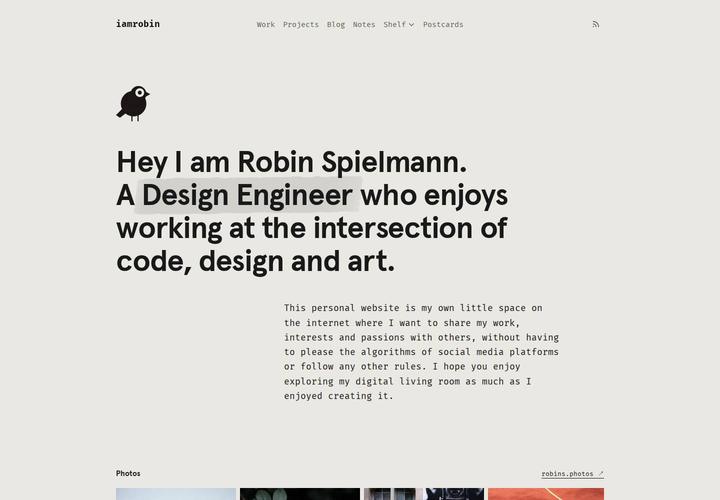 iamrobin
Work Projects Blog Notes Shelf Postcards
Hey I am Robin Spielmann.
A Design Engineer who enjoys
working at the intersection of
code, design and art.
This personal website is my own little space on
the internet where I want to share my work,
interests and passions with others, without having
to please the algorithms of social media platforms
or follow any other rules. I hope you enjoy
exploring my digital living room as much as I
enjoyed creating it.
Photos
robins.photos ↗